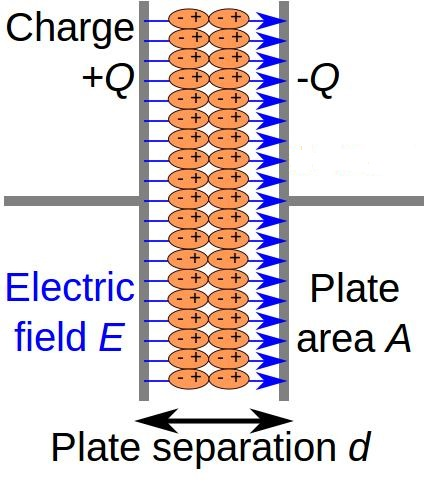 Charge
+Q
-Q
Electric
field E
Plate
area A
Plate separation d